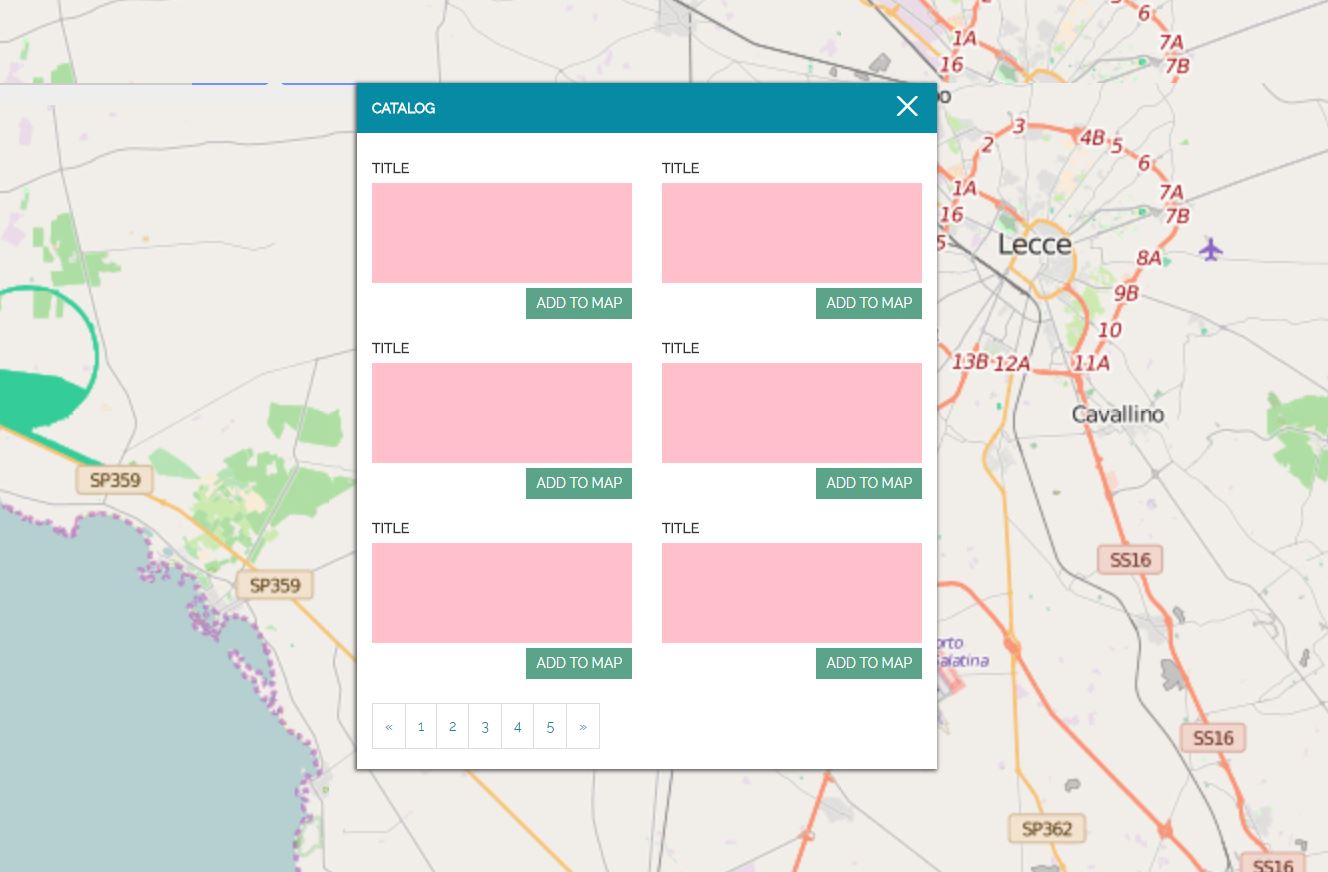 6
1A
7A
16
7B
CATALOG
3
4B
5
2
6
TITLE
TITLE
1A
7A
16
7B
5
Lecce
8A
9B
ADD TO MAP
ADD TO MAP
10
TITLE
TITLE
13B
12A
11A
Cavallino
SP359
ADD TO MAP
ADD TO MAP
TITLE
TITLE
SS16
SP359
orto
alatina
ADD TO MAP
ADD TO MAP
« 1 2 3 4 5 »
SS16
SP362
SS16